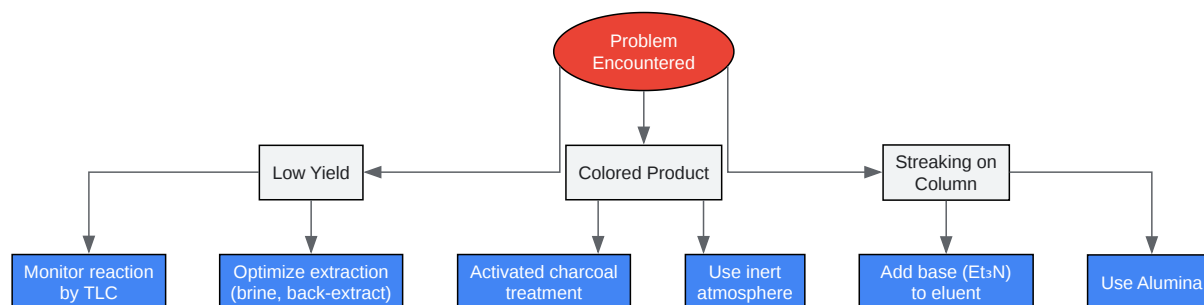 Problem
Encountered
Low Yield
Colored Product
Streaking on
Column
Monitor reaction
by TLC
Optimize extraction
(brine, back-extract)
Activated charcoal
treatment
Use inert
atmosphere
Add base (Et₃N)
to eluent
Use Alumina